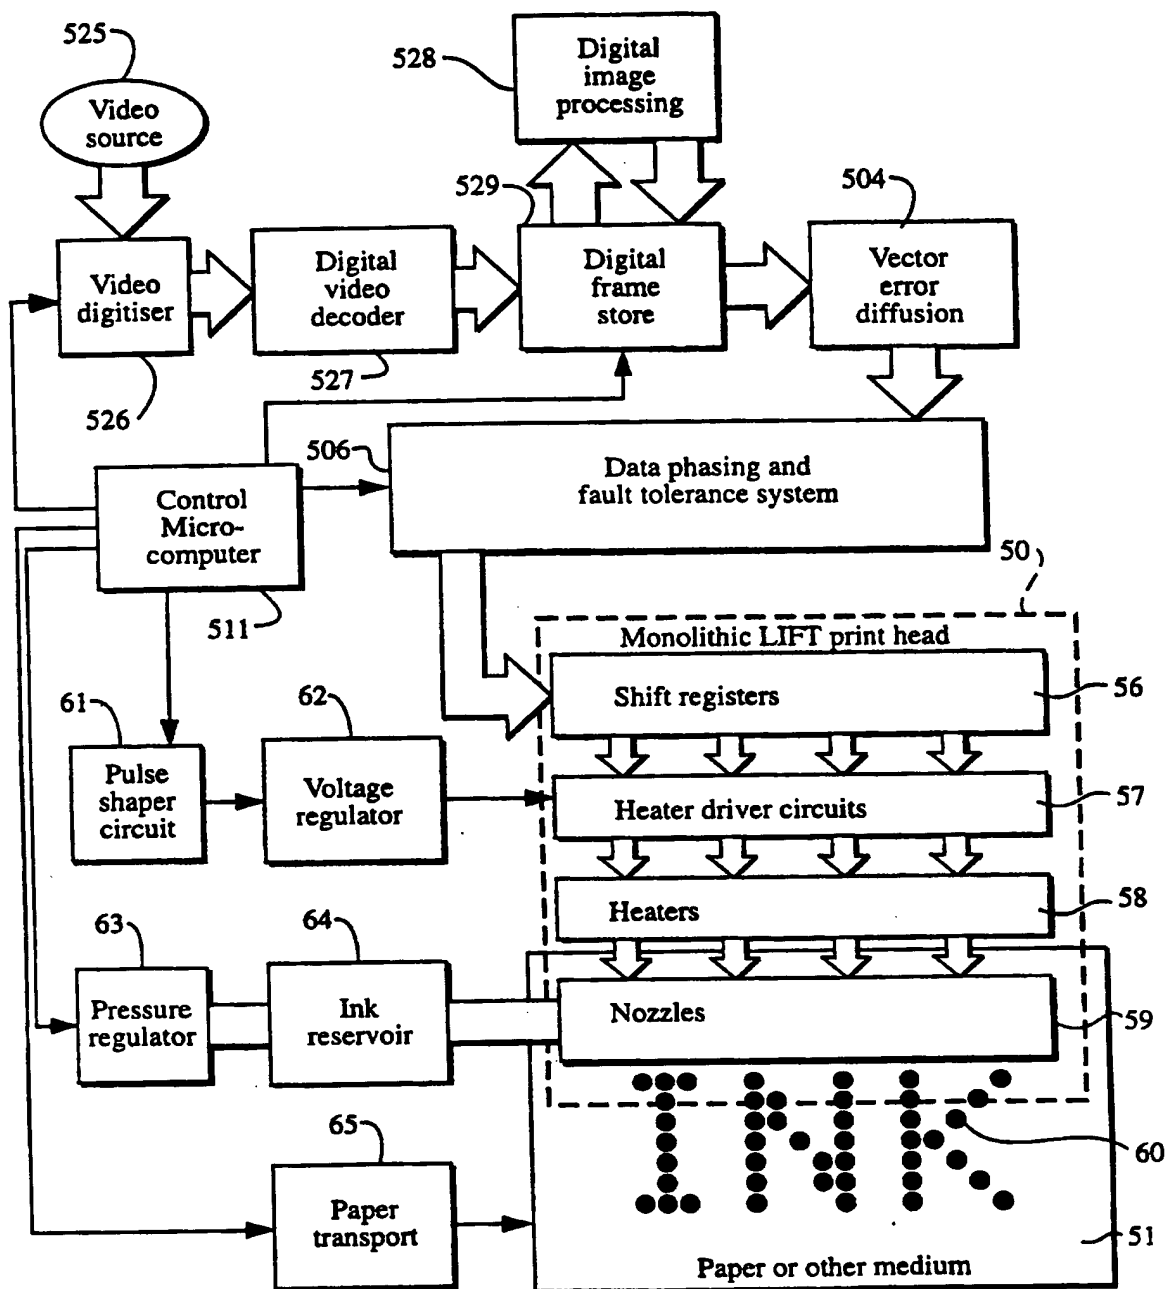 525
Video
source
528
Digital
image
processing
529
504
Video
digitiser
526
Digital
video
decoder
527
Digital
frame
store
Vector
error
diffusion
506
Data phasing and
fault tolerance system
Control
Micro-
computer
511
50
Monolithic LIFT print head
Shift registers
56
61
Pulse
shaper
circuit
62
Voltage
regulator
Heater driver circuits
57
Heaters
58
63
Pressure
regulator
64
Ink
reservoir
Nozzles
59
INK
60
65
Paper
transport
51
Paper or other medium